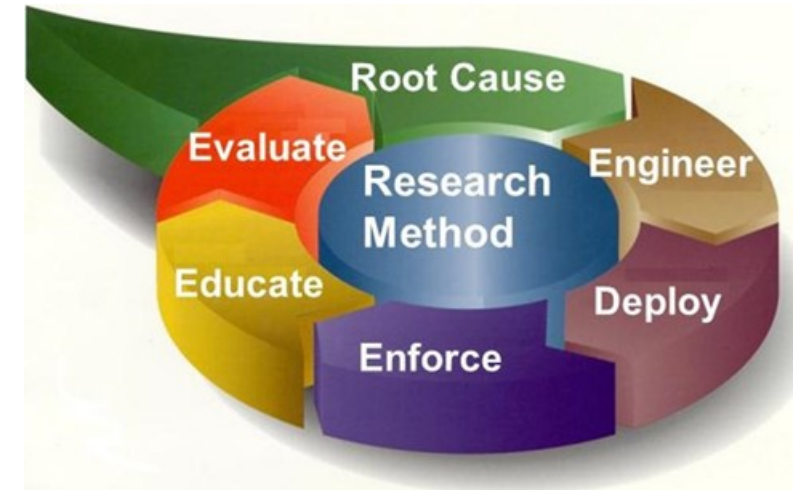 Root Cause
Evaluate
Engineer
Research
Method
Educate
Deploy
Enforce